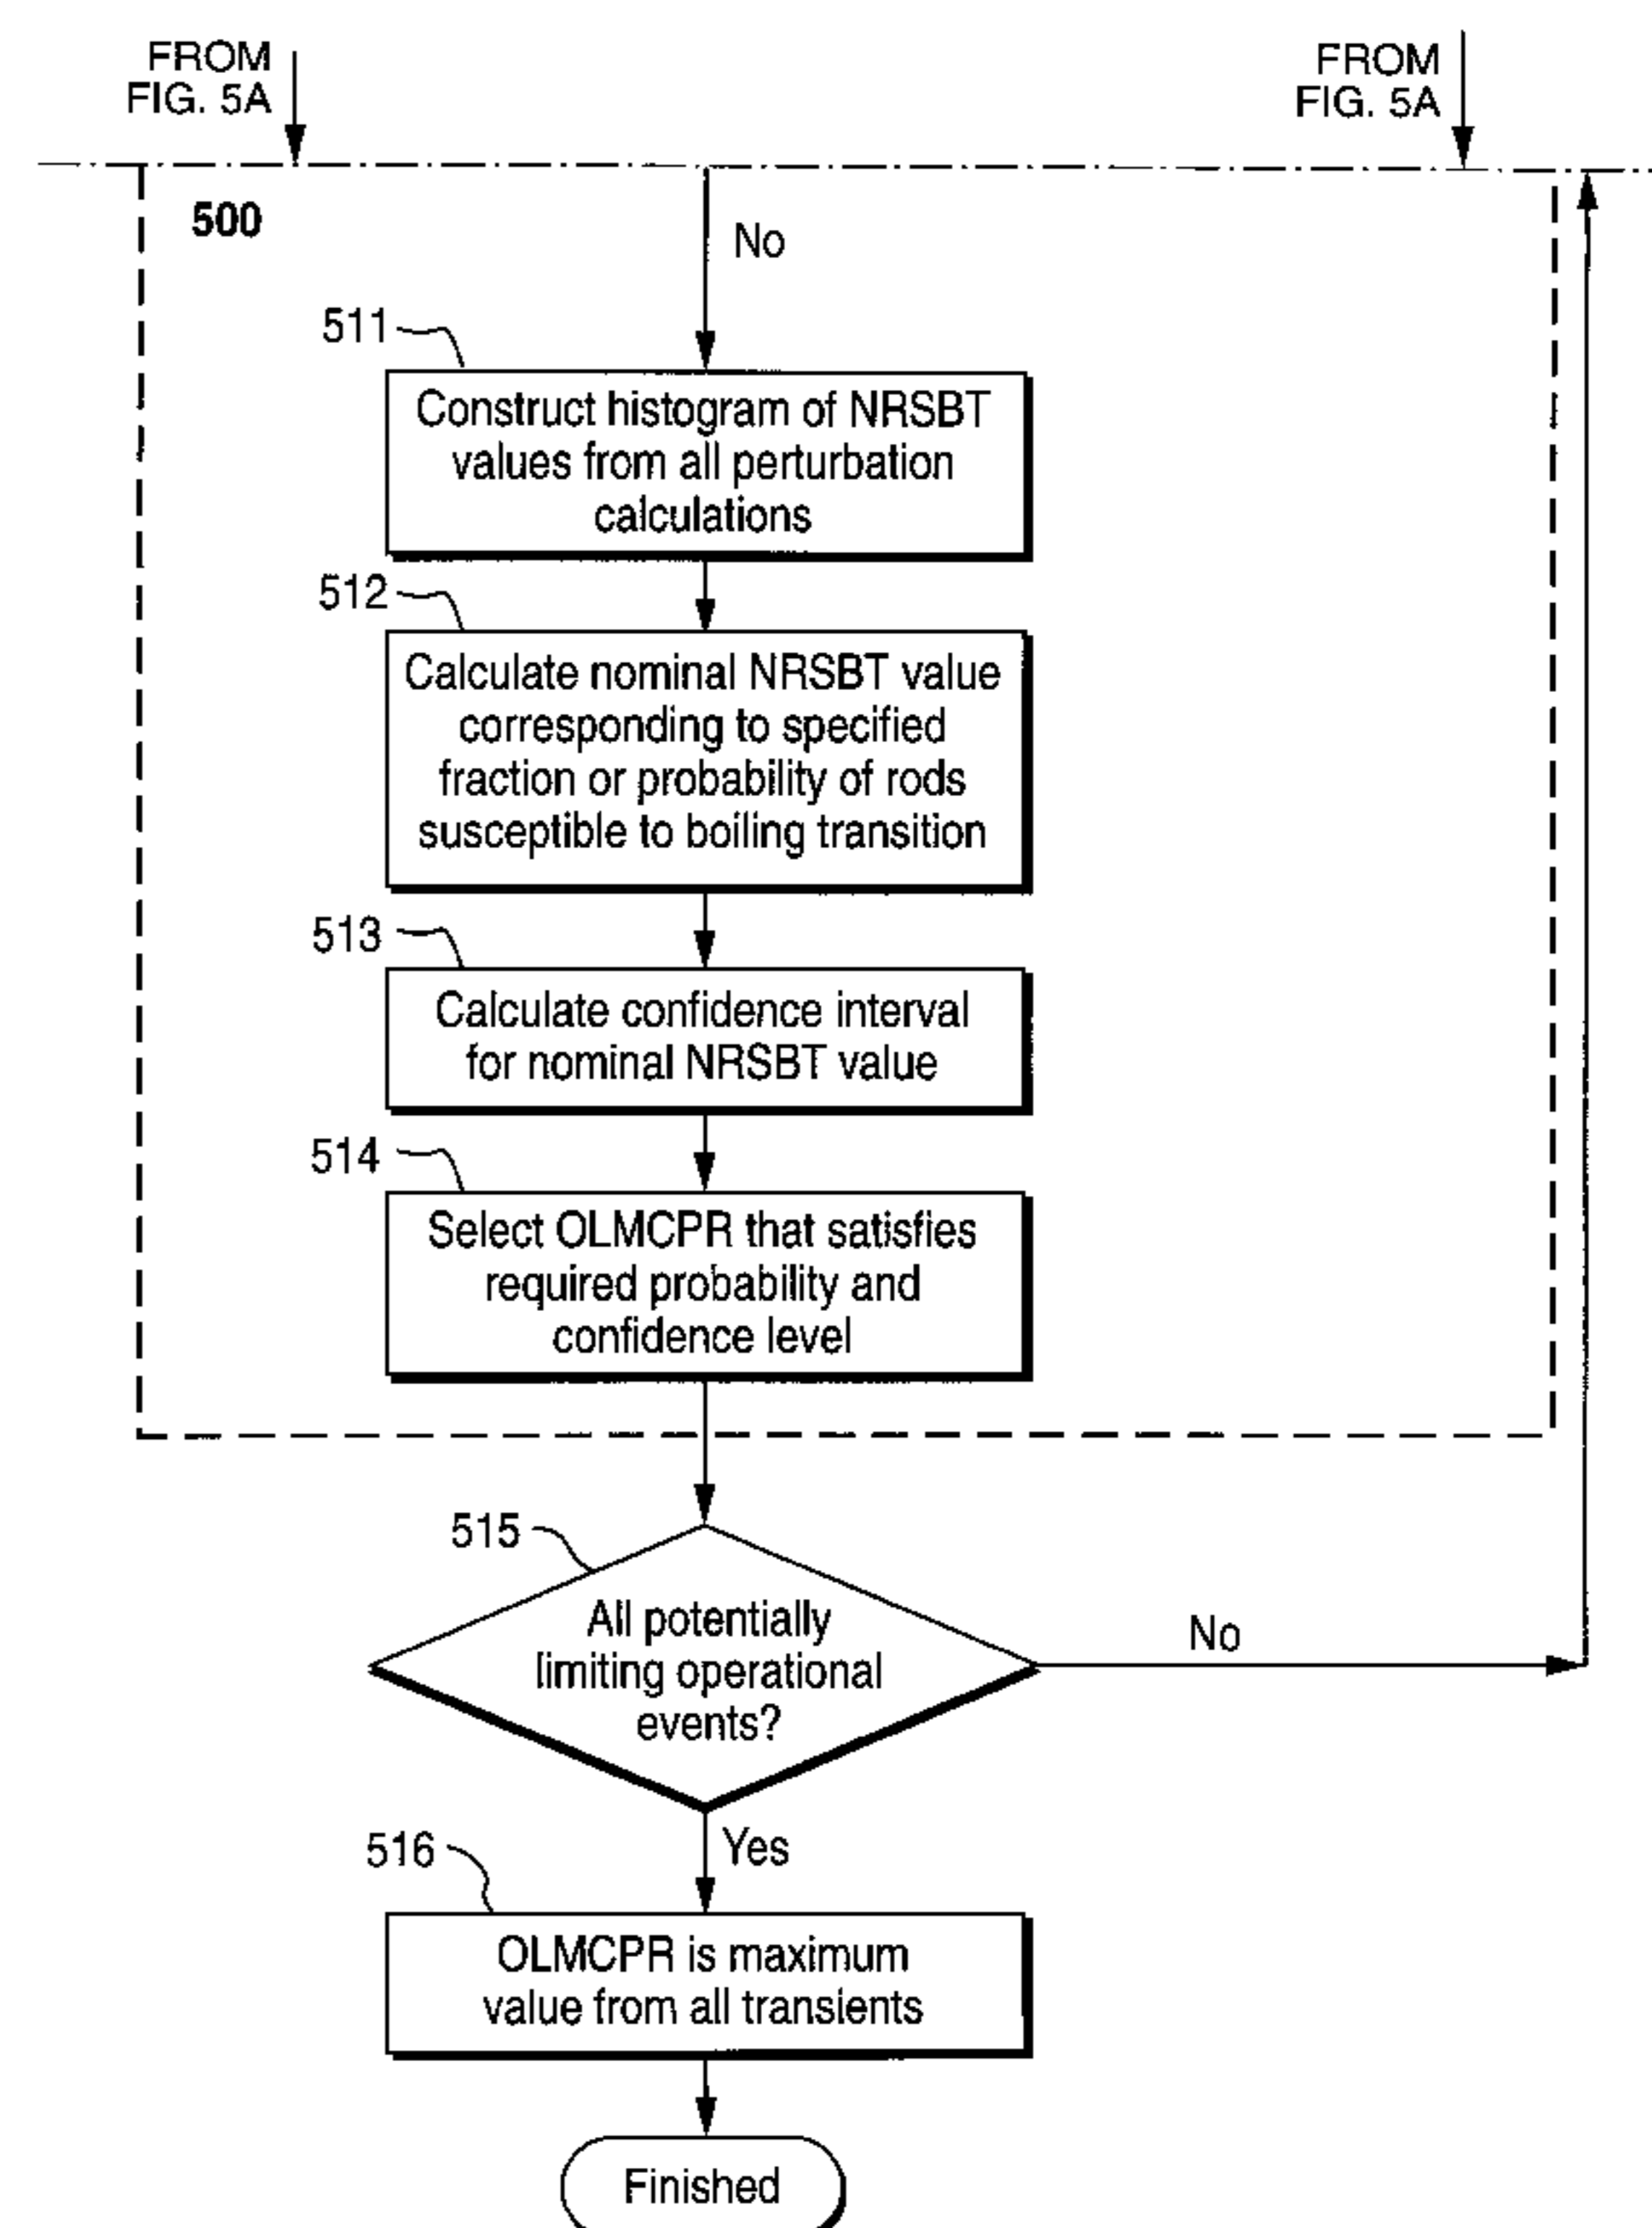 FROM
FIG. 5A
FROM
FIG. 5A
500
No
511
Construct histogram of NRSBT
values from all perturbation
calculations
512
Calculate nominal NRSBT value
corresponding to specified
fraction or probability of rods
susceptible to boiling transition
513
Calculate confidence interval
for nominal NRSBT value
514
Select OLMCPR that satisfies
required probability and
confidence level
515
All potentially
limiting operational
events?
No
Yes
516
OLMCPR is maximum
value from all transients
Finished